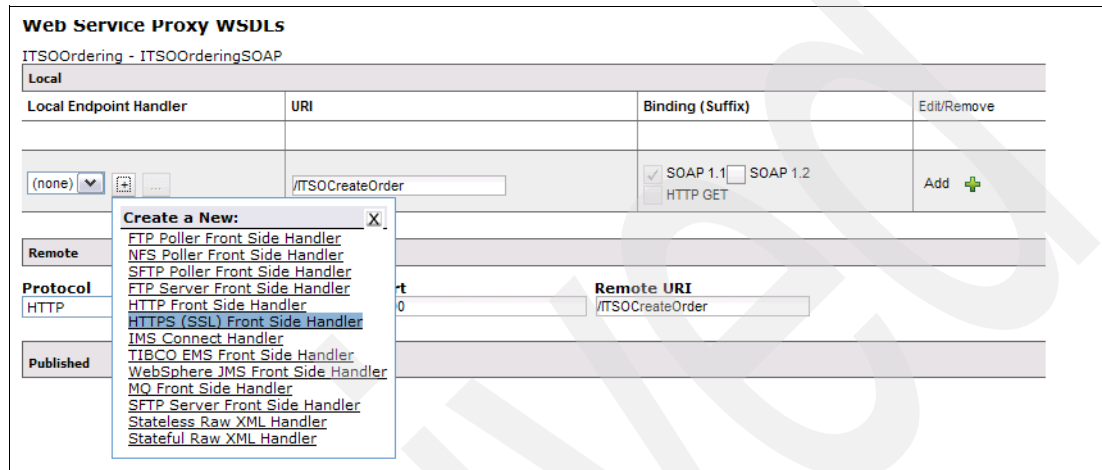 Web Service Proxy WSDLs
ITSOOrdering - ITSOOrderingSOAP
Local
Local Endpoint Handler URI Binding (Suffix) Edit/Remove
(none) + ... /ITSOCreateOrder SOAP 1.1 SOAP 1.2
HTTP GET
Add
Create a New: X
FTP Poller Front Side Handler
NFS Poller Front Side Handler
SFTP Poller Front Side Handler
FTP Server Front Side Handler
HTTP Front Side Handler
HTTPS (SSL) Front Side Handler
IMS Connect Handler
TIBCO EMS Front Side Handler
WebSphere JMS Front Side Handler
MQ Front Side Handler
SFTP Server Front Side Handler
Stateless Raw XML Handler
Stateful Raw XML Handler
Remote
Protocol Remote URI
HTTP /ITSOCreateOrder
Published